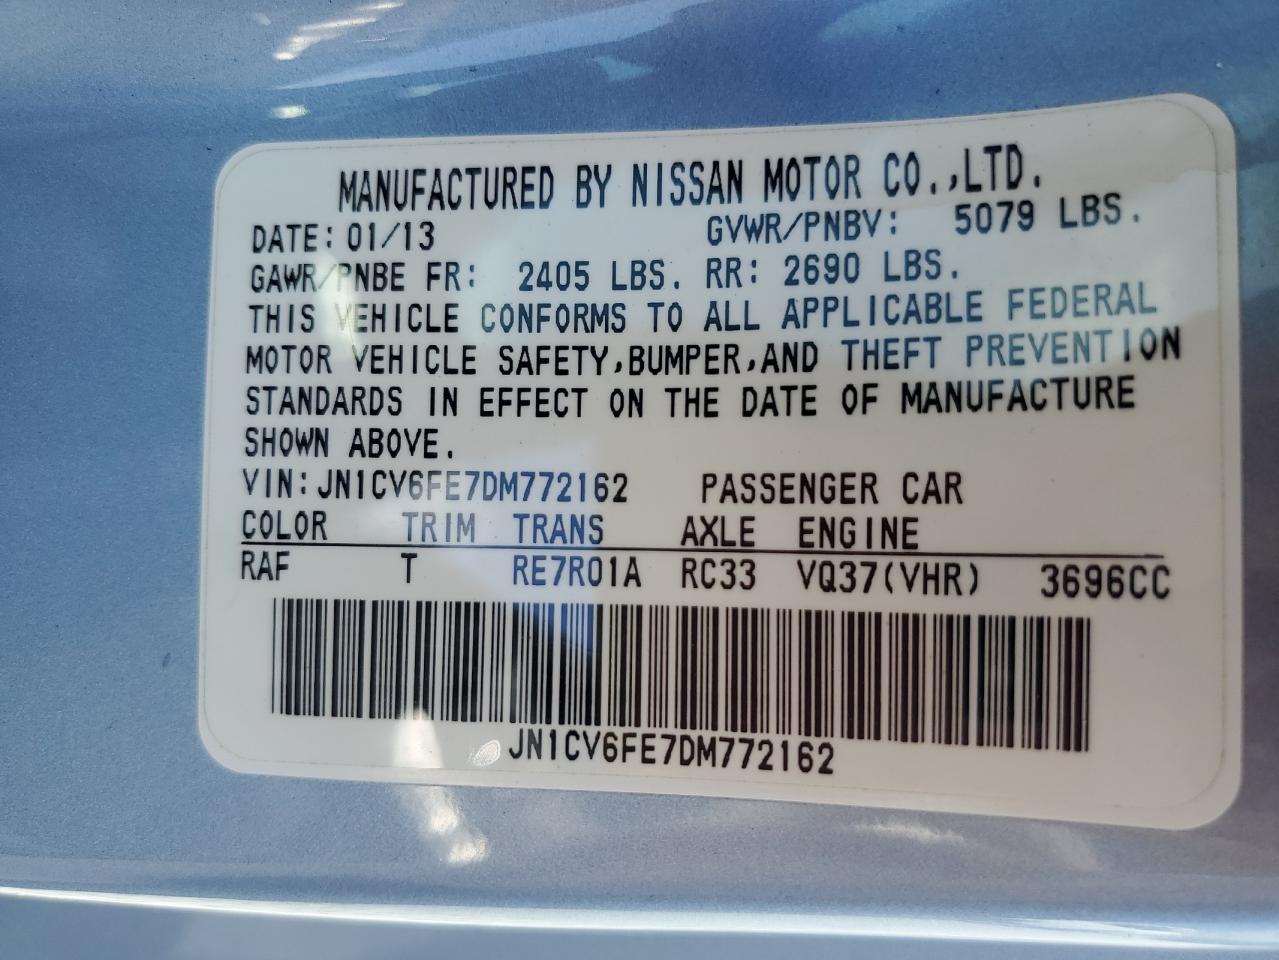 MANUFACTURED BY NISSAN MOTOR CO.,LTD.
DATE: 01/13 GVWR/PNBV: 5079 LBS.
GAWR/PNBE FR: 2405 LBS. RR: 2690 LBS.
THIS VEHICLE CONFORMS TO ALL APPLICABLE FEDERAL
MOTOR VEHICLE SAFETY,BUMPER,AND THEFT PREVENTION
STANDARDS IN EFFECT ON THE DATE OF MANUFACTURE
SHOWN ABOVE.
VIN: JN1CV6FE7DM772162 PASSENGER CAR
COLOR TRIM TRANS AXLE ENGINE
RAF T RE7R01A RC33 VQ37(VHR) 3696CC
JN1CV6FE7DM772162